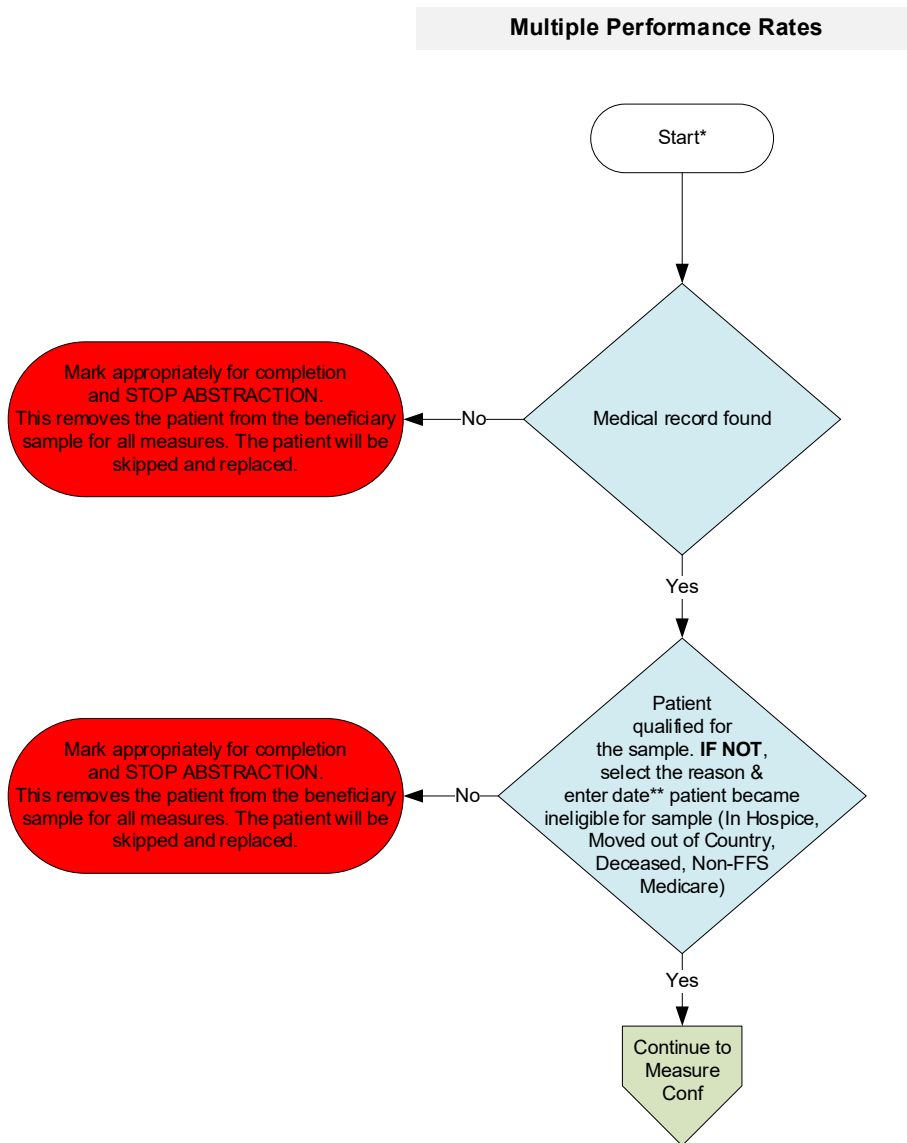 Multiple Performance Rates
Start*
Medical record found
No
Mark appropriately for completion
and STOP ABSTRACTION.
This removes the patient from the beneficiary
sample for all measures. The patient will be
skipped and replaced.
Yes
Patient
qualified for
the sample. IF NOT,
select the reason &
enter date** patient became
ineligible for sample (In Hospice,
Moved out of Country,
Deceased, Non-FFS
Medicare)
No
Mark appropriately for completion
and STOP ABSTRACTION.
This removes the patient from the beneficiary
sample for all measures. The patient will be
skipped and replaced.
Yes
Continue to
Measure
Conf